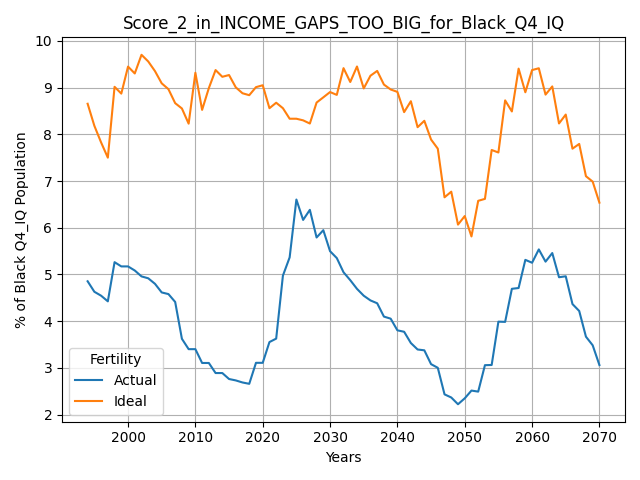 Score_2_in_INCOME_GAPS_TOO_BIG_for_Black_Q4_IQ
10
9
8
7
6
5
4
3
2
% of Black Q4_IQ Population
Fertility
Actual
Ideal
2000 2010 2020 2030 2040 2050 2060 2070
Years